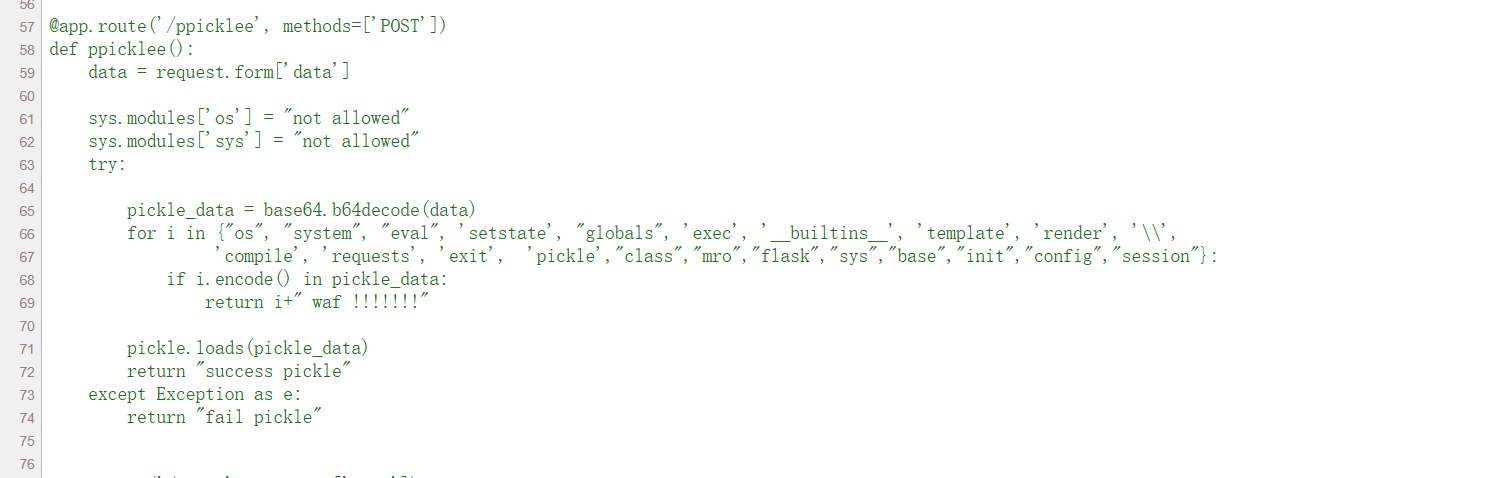 56
57 @app.route('/ppicklee', methods=['POST'])
58 def ppicklee():
59     data = request.form['data']
60
61     sys.modules['os'] = "not allowed"
62     sys.modules['sys'] = "not allowed"
63     try:
64
65         pickle_data = base64.b64decode(data)
66         for i in {"os", "system", "eval", 'setstate', "globals", 'exec', '__builtins__', 'template', 'render', '\\',
67                   'compile', 'requests', 'exit',  'pickle',"class","mro","flask","sys","base","init","config","session"}:
68             if i.encode() in pickle_data:
69                 return i+" waf !!!!!!!"
70
71         pickle.loads(pickle_data)
72         return "success pickle"
73     except Exception as e:
74         return "fail pickle"
75
76